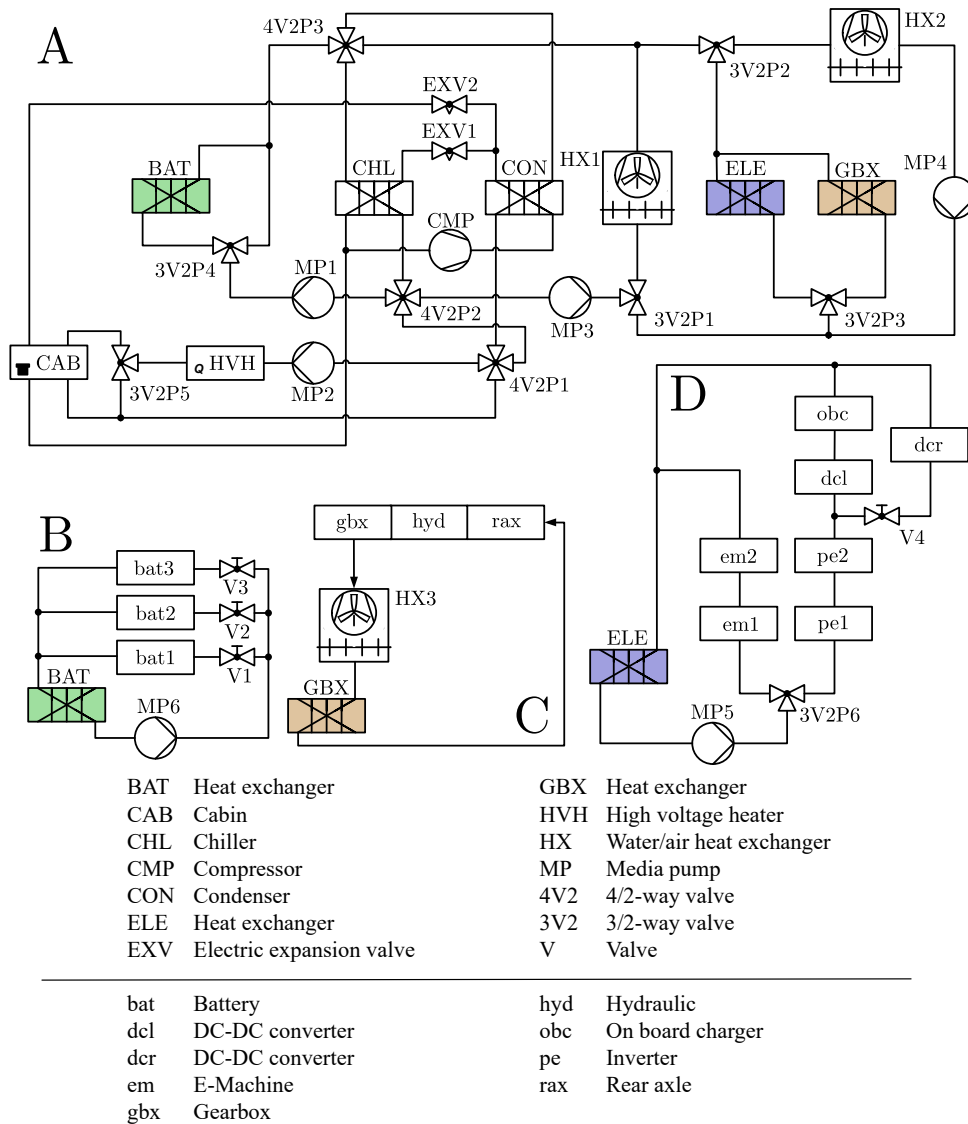 A
4V2P3
HX2
3V2P2
EXV2
EXV1
BAT
CHL
CON
HX1
ELE
GBX
MP4
CMP
3V2P4
MP1
4V2P2
MP3
3V2P1
3V2P3
CAB
3V2P5
Q HVH
MP2
4V2P1
D
obc
dcr
dcl
V4
B
gbx hyd rax
bat3
V3
HX3
em2
pe2
bat2
V2
em1
pe1
bat1
V1
ELE
BAT
GBX
MP6
C
MP5
3V2P6
BAT Heat exchanger GBX Heat exchanger
CAB Cabin HVH High voltage heater
CHL Chiller HX Water/air heat exchanger
CMP Compressor MP Media pump
CON Condenser 4V2 4/2-way valve
ELE Heat exchanger 3V2 3/2-way valve
EXV Electric expansion valve V Valve
bat Battery hyd Hydraulic
dcl DC-DC converter obc On board charger
dcr DC-DC converter pe Inverter
em E-Machine rax Rear axle
gbx Gearbox